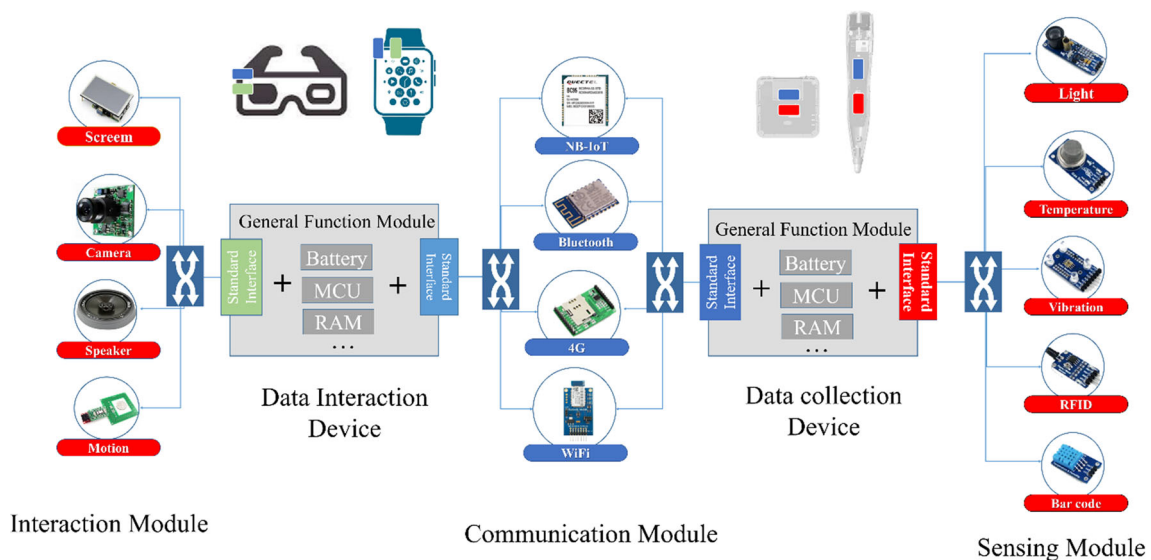 Screem
Camera
Speaker
Motion
Interaction Module
General Function Module
Standard
Interface
+
Battery
MCU
RAM
...
+
Standard
Interface
Data Interaction
Device
QUECTEL
BC95
NB-IoT
Bluetooth
4G
WiFi
Communication Module
General Function Module
Standard
Interface
+
Battery
MCU
RAM
...
+
Standard
Interface
Data collection
Device
Light
Temperature
Vibration
RFID
Bar code
Sensing Module